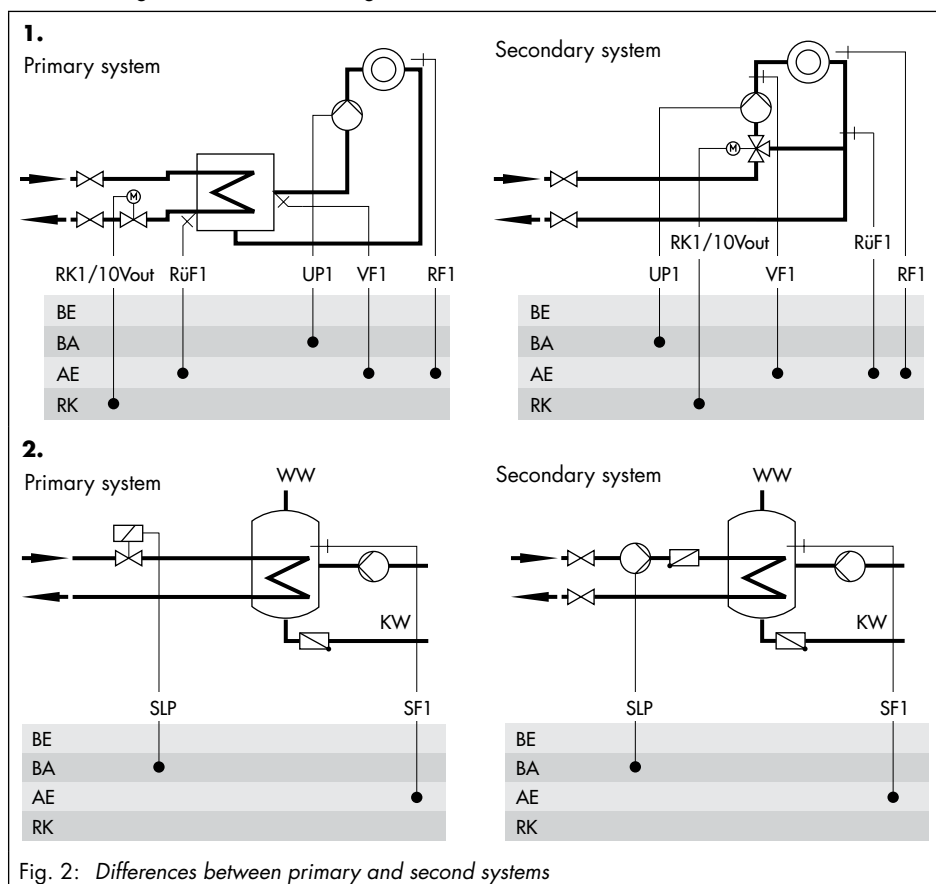 1.
Primary system
Secondary system
M
M
RK1/10Vout RüF1 UP1 VF1 RF1
RK1/10Vout RüF1
UP1 VF1 RF1
BE
BA
AE
RK
BE
BA
AE
RK
2.
Primary system
WW
KW
SLP SF1
BE
BA
AE
RK
Secondary system
WW
KW
SLP SF1
BE
BA
AE
RK
Fig. 2: Differences between primary and second systems